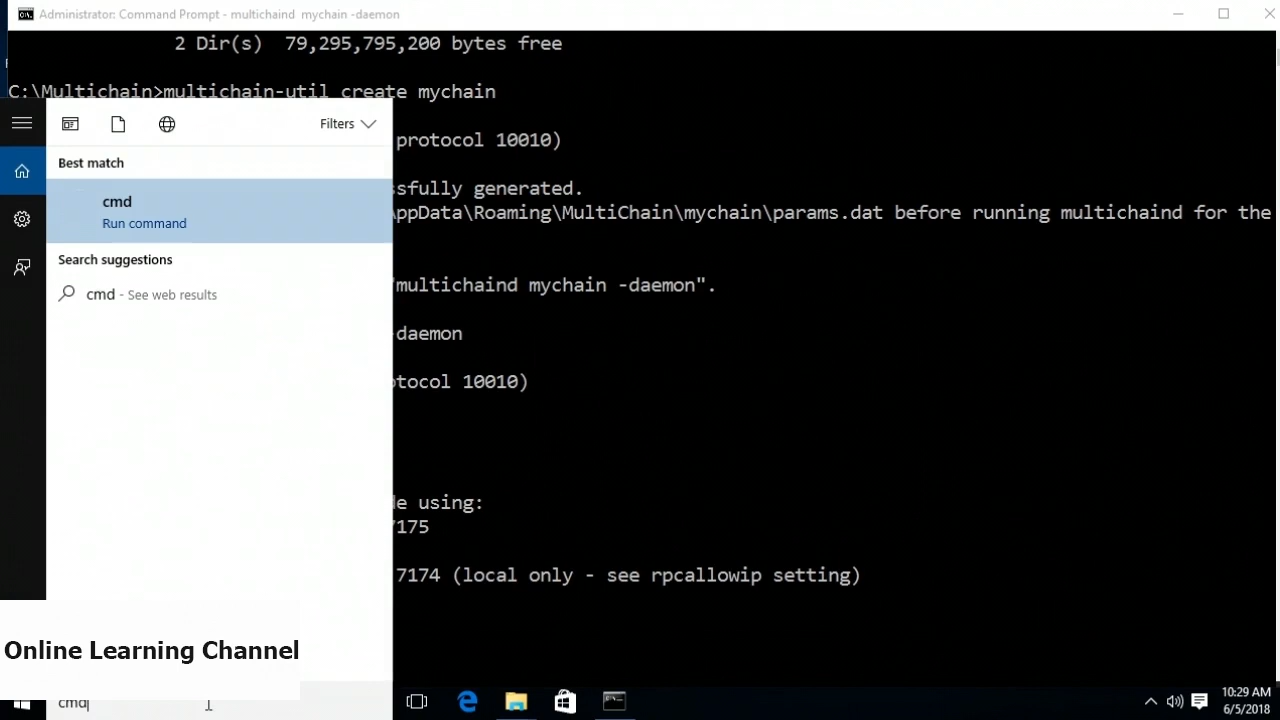 Administrator: Command Prompt - multichaind mychain -daemon
2 Dir(s) 79,295,795,200 bytes free
C:\Multichain>multichain-util create mychain
Filters
protocol 10010)
Best match
ssfully generated.
cmd
\AppData\Roaming\MultiChain\mychain\params.dat before running multichaind for the
Run command
Search suggestions
"multichaind mychain -daemon".
cmd - See web results
-daemon
otocol 10010)
de using:
7175
7174 (local only - see rpcallowip setting)
Online Learning Channel
cmd
10:29 AM
6/5/2018